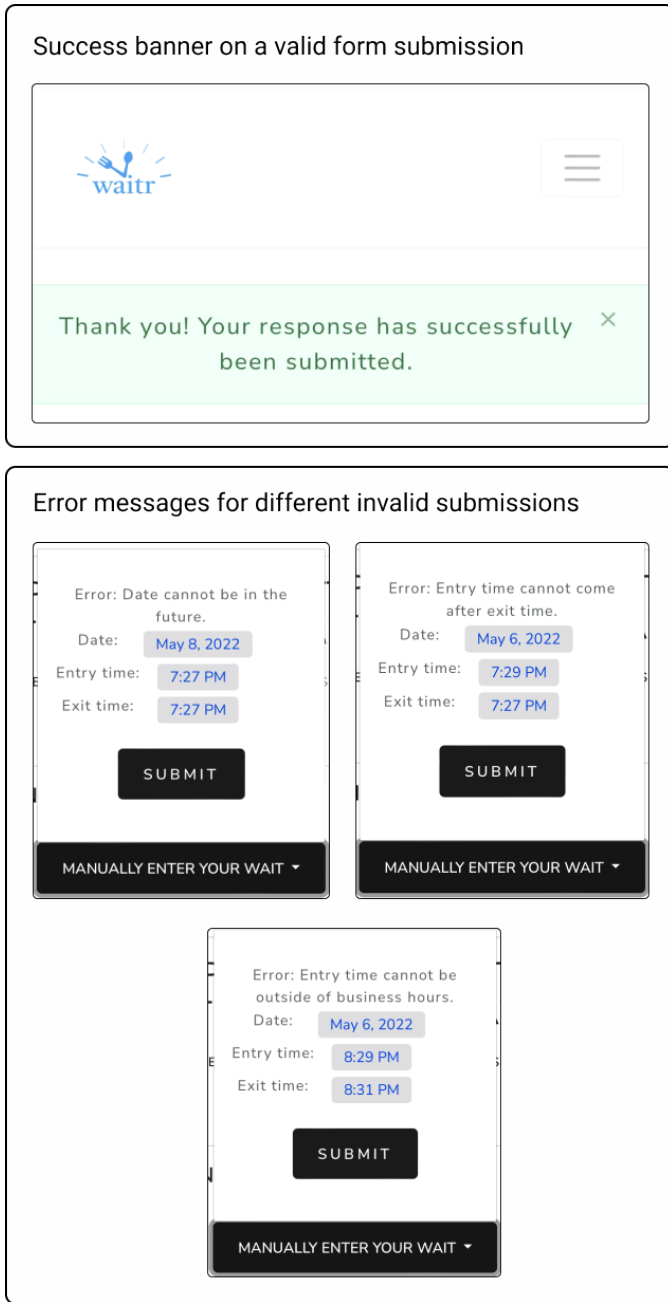 Success banner on a valid form submission
waitr
Thank you! Your response has successfully
been submitted.
×
Error messages for different invalid submissions
Error: Date cannot be in the
future.
Date: May 8, 2022
Entry time: 7:27 PM
Exit time: 7:27 PM
SUBMIT
MANUALLY ENTER YOUR WAIT
Error: Entry time cannot come
after exit time.
Date: May 6, 2022
Entry time: 7:29 PM
Exit time: 7:27 PM
SUBMIT
MANUALLY ENTER YOUR WAIT
Error: Entry time cannot be
outside of business hours.
Date: May 6, 2022
Entry time: 8:29 PM
Exit time: 8:31 PM
SUBMIT
MANUALLY ENTER YOUR WAIT